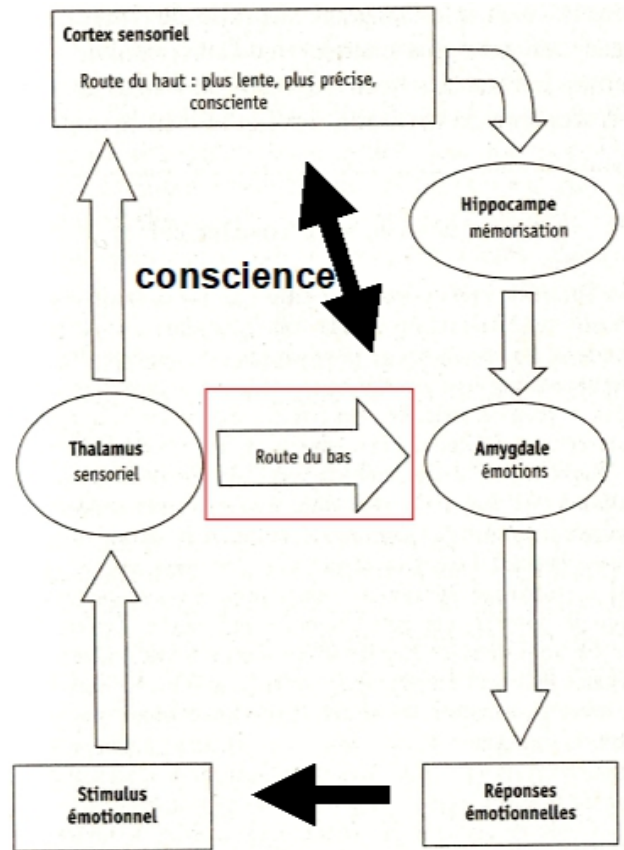 Cortex sensoriel
Route du haut : plus lente, plus précise,
consciente
Hippocampe
mémorisation
conscience
Thalamus
sensoriel
Route du bas
Amygdale
émotions
Stimulus
émotionnel
Réponses
émotionnelles